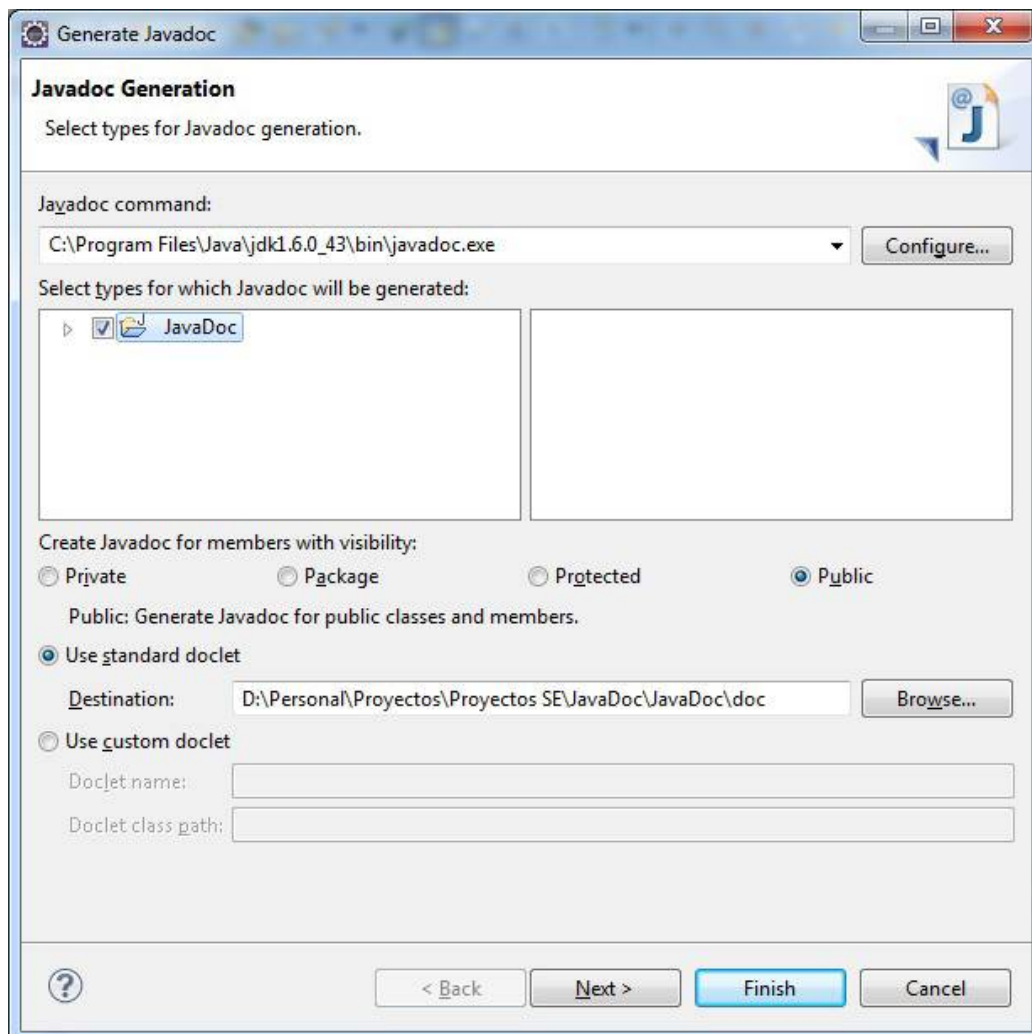 Generate Javadoc
Javadoc Generation
Select types for Javadoc generation.
@
J
Javadoc command:
C:\Program Files\Java\jdk1.6.0_43\bin\javadoc.exe Configure...
Select types for which Javadoc will be generated:
JavaDoc
Create Javadoc for members with visibility:
Private Package Protected Public
Public: Generate Javadoc for public classes and members.
Use standard doclet
Destination: D:\Personal\Proyectos\Proyectos SE\JavaDoc\JavaDoc\doc Browse...
Use custom doclet
Doclet name:
Doclet class path:
? < Back Next > Finish Cancel